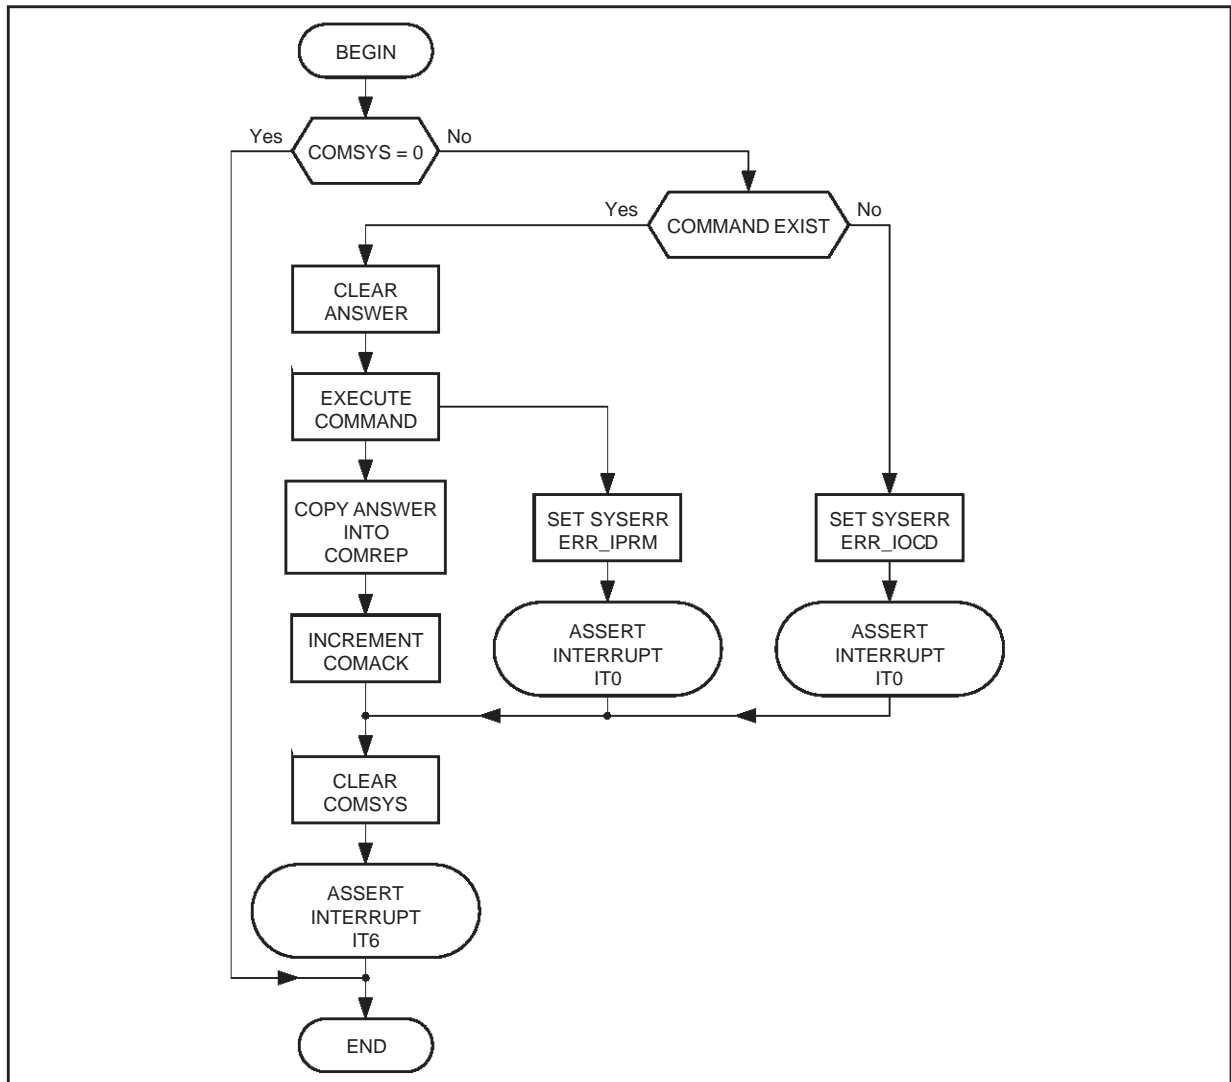 BEGIN
Yes
COMSYS = 0
No
Yes
COMMAND EXIST
No
CLEAR
ANSWER
EXECUTE
COMMAND
COPY ANSWER
INTO
COMREP
SET SYSERR
ERR_IPRM
SET SYSERR
ERR_IOCD
INCREMENT
COMACK
ASSERT
INTERRUPT
IT0
ASSERT
INTERRUPT
IT0
CLEAR
COMSYS
ASSERT
INTERRUPT
IT6
END